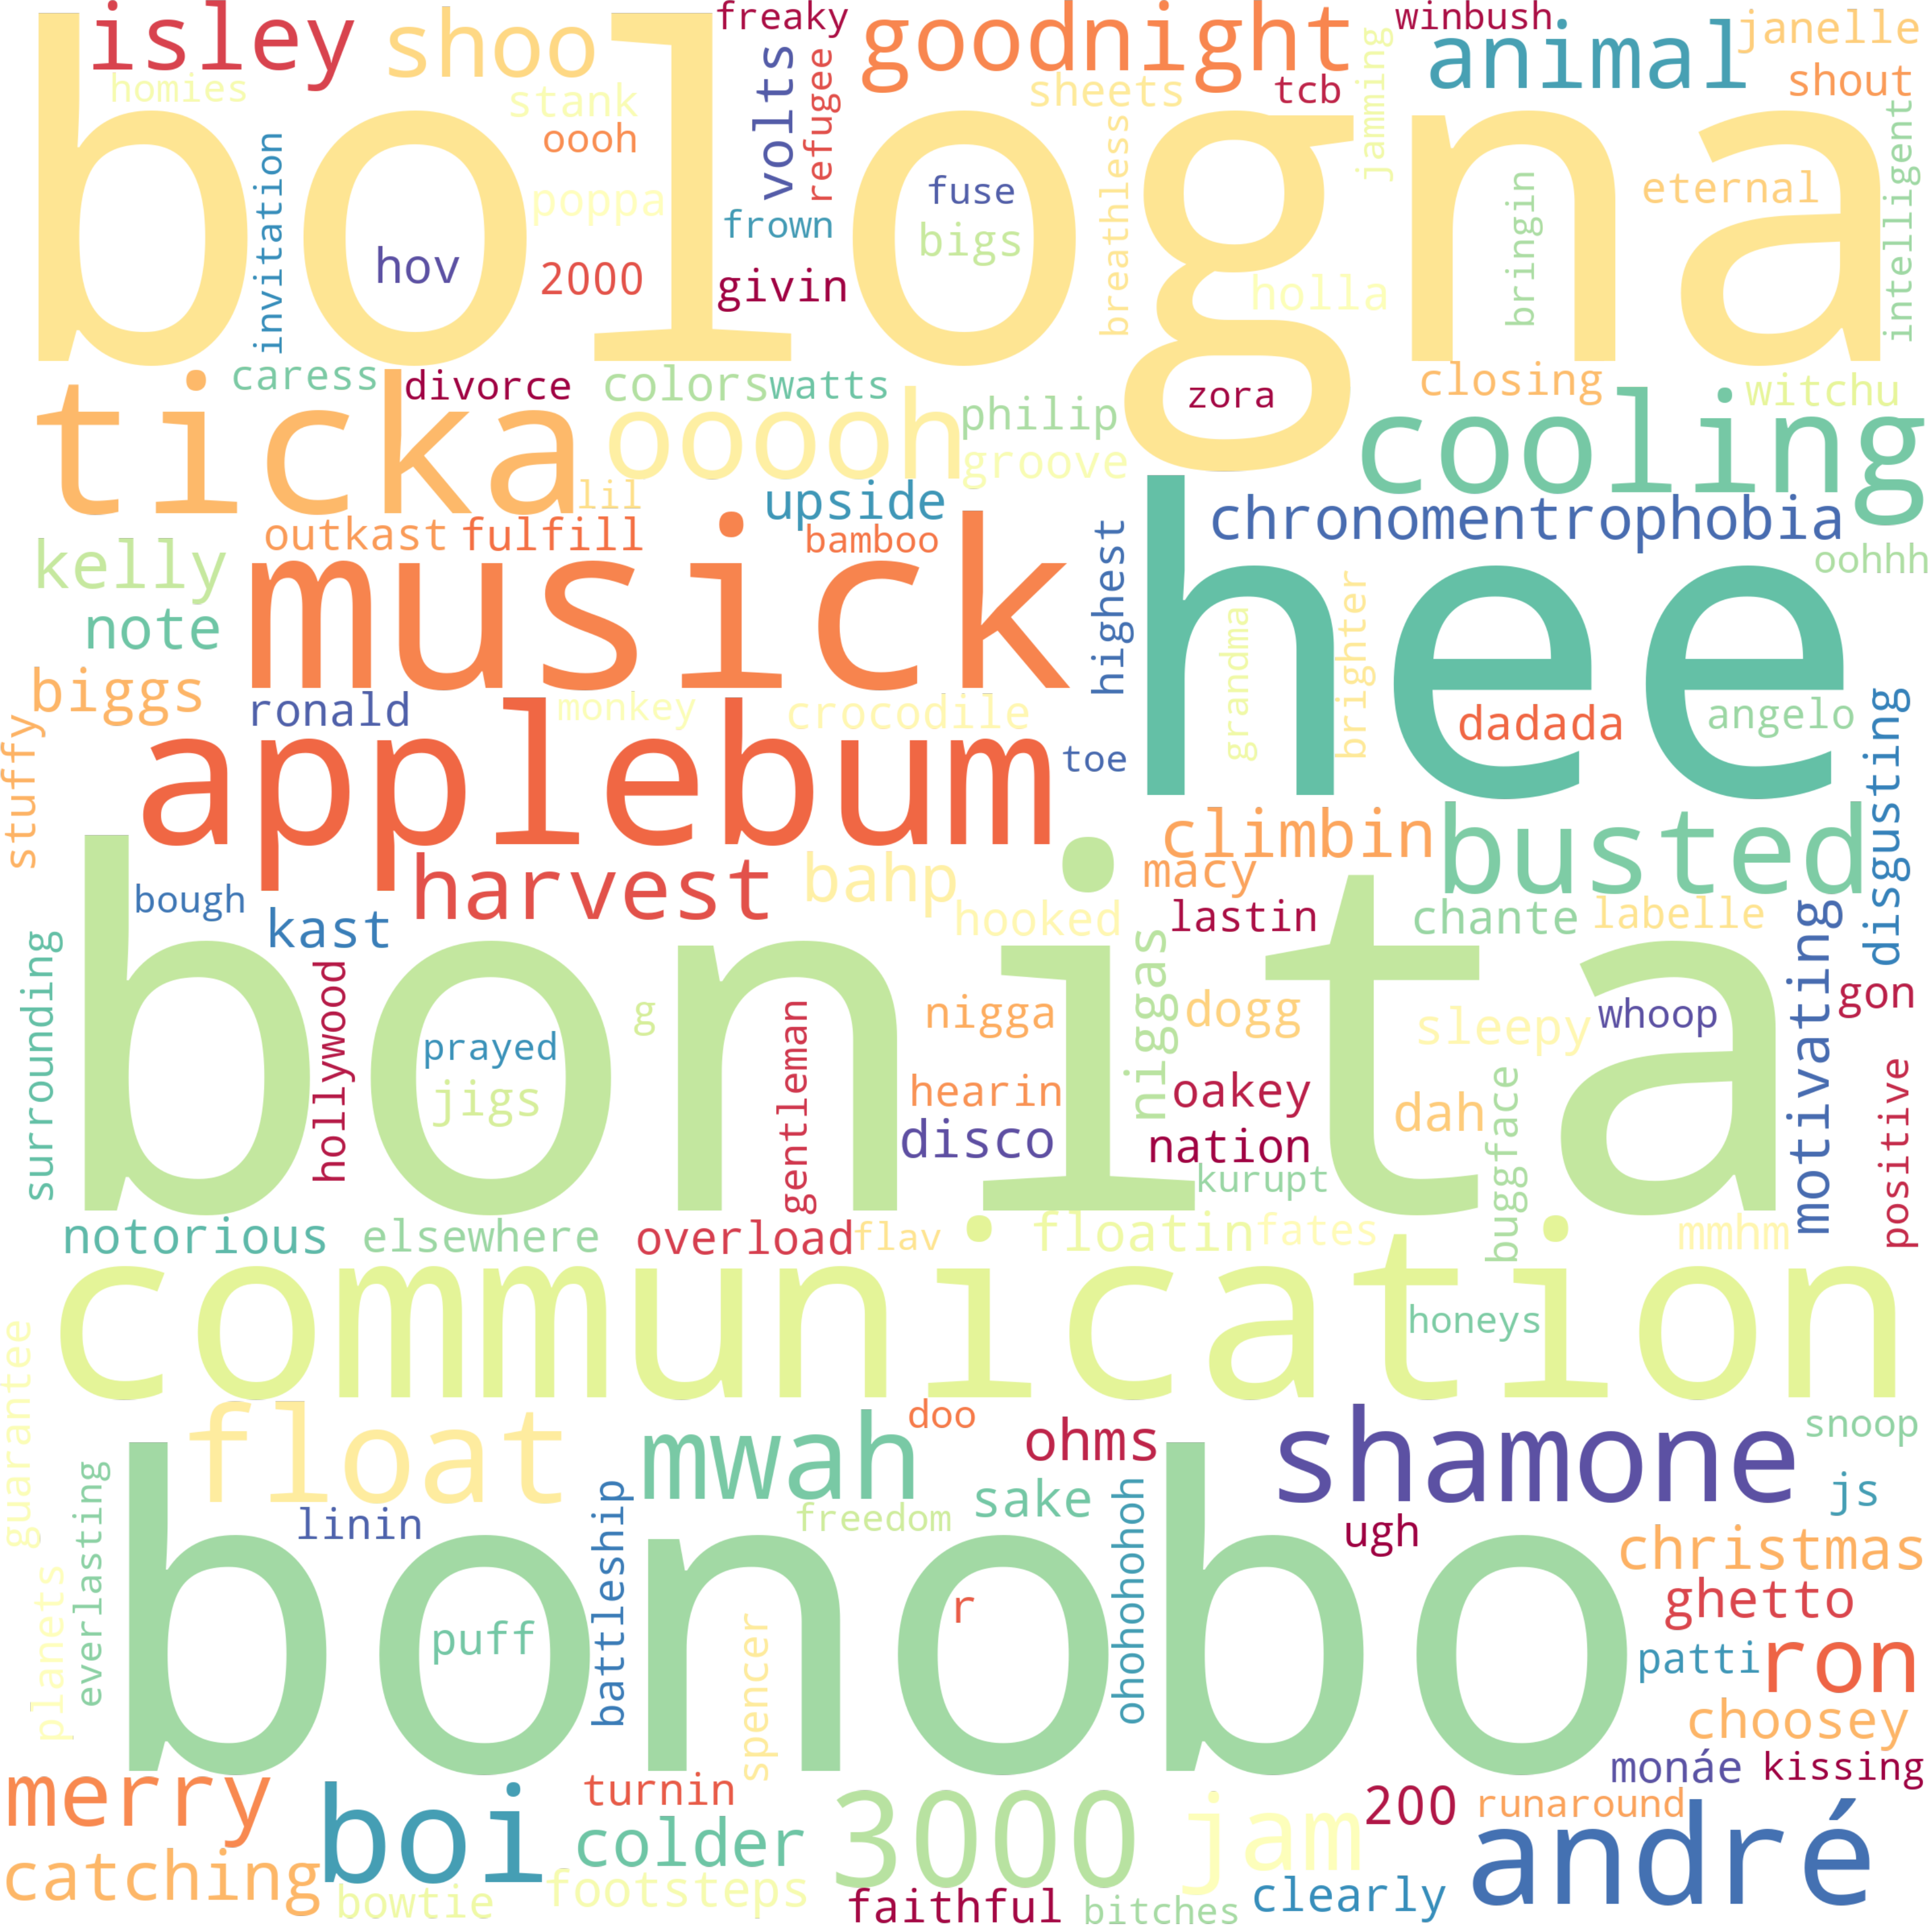 isley
shoo
freaky
goodnight
winbush
animal
janelle
shout
homies
stank
volts
refugee
sheets
tcb
jamming
bologna
oooh
invitation
poppa
fuse
frown
bigs
breathless
bringin
eternal
intelligent
hov
2000
givin
holla
caress
divorce
colors
watts
zora
closing
witchu
ticka
ooooh
philip
groove
cooling
lil
upside
chronomentrophobia
outkast
fulfill
bamboo
highest
oohhh
kelly
musick
hee
note
grandma
brighter
biggs
ronald
monkey
crocodile
dadada
angelo
disgusting
stuffy
applebum
toe
climbin
busted
harvest
bahp
macy
bough
kast
hooked
lastin
chante
labelle
motivating
surrounding
hollywood
bonita
g
gentleman
nigga
niggas
dogg
sleepy
whoop
gon
prayed
jigs
hearin
oakey
dah
buggface
positive
disco
nation
kurupt
notorious
elsewhere
overload
flav
floatin
fates
mmhm
communication
honeys
guarrantee
float
mwah
doo
ohms
shamone
snoop
everlasting
linin
battleship
freedom
sake
ohohohoh
js
ugh
christmas
bonobo
planets
puff
spencer
r
ghetto
patti
ron
choosey
monáe
kissing
merry
boi
turnin
3000
jam
200
runaround
andré
catching
colder
bowtie
footsteps
faithful
bitches
clearly